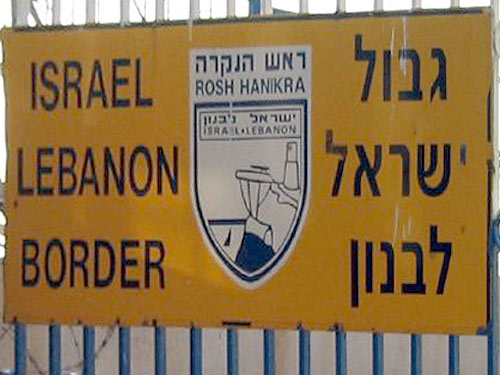 ISRAEL
LEBANON
BORDER
ראש הנקרה
ROSH HANIKRA
ישראל לבנון
ISRAEL•LEBANON
גבול
ישראל
לבנון